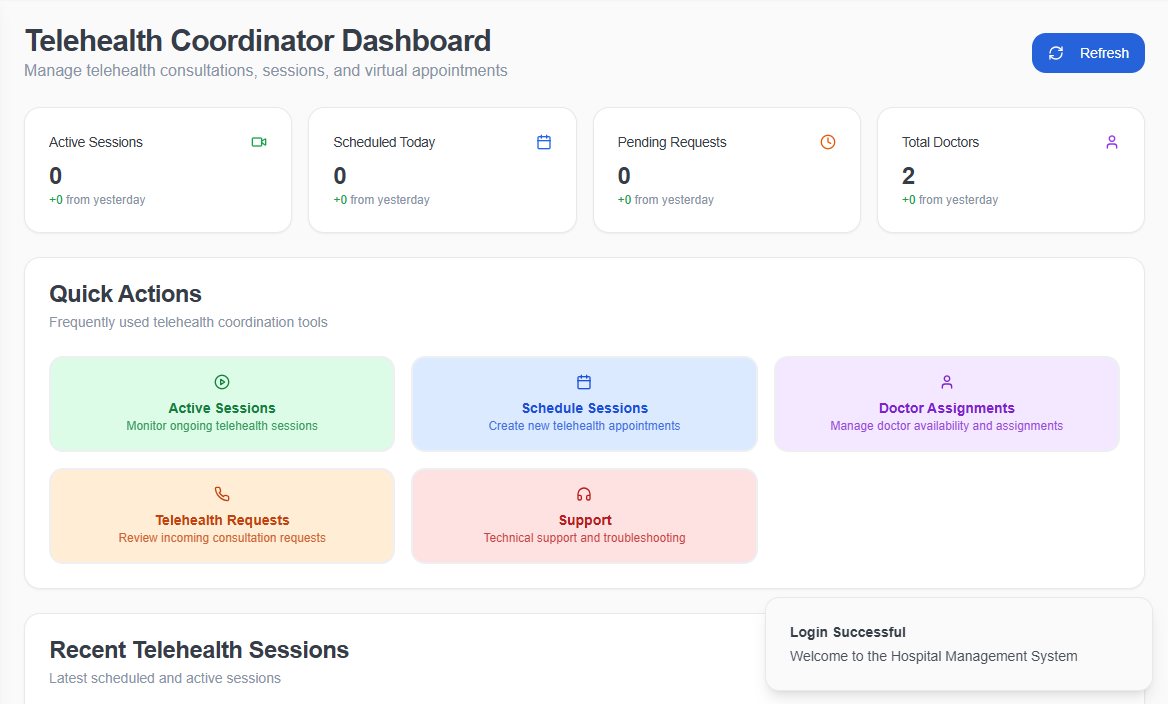 Telehealth Coordinator Dashboard
Manage telehealth consultations, sessions, and virtual appointments
Refresh
Active Sessions
0
+0 from yesterday
Scheduled Today
0
+0 from yesterday
Pending Requests
0
+0 from yesterday
Total Doctors
2
+0 from yesterday
Quick Actions
Frequently used telehealth coordination tools
Active Sessions
Monitor ongoing telehealth sessions
Schedule Sessions
Create new telehealth appointments
Doctor Assignments
Manage doctor availability and assignments
Telehealth Requests
Review incoming consultation requests
Support
Technical support and troubleshooting
Recent Telehealth Sessions
Latest scheduled and active sessions
Login Successful
Welcome to the Hospital Management System